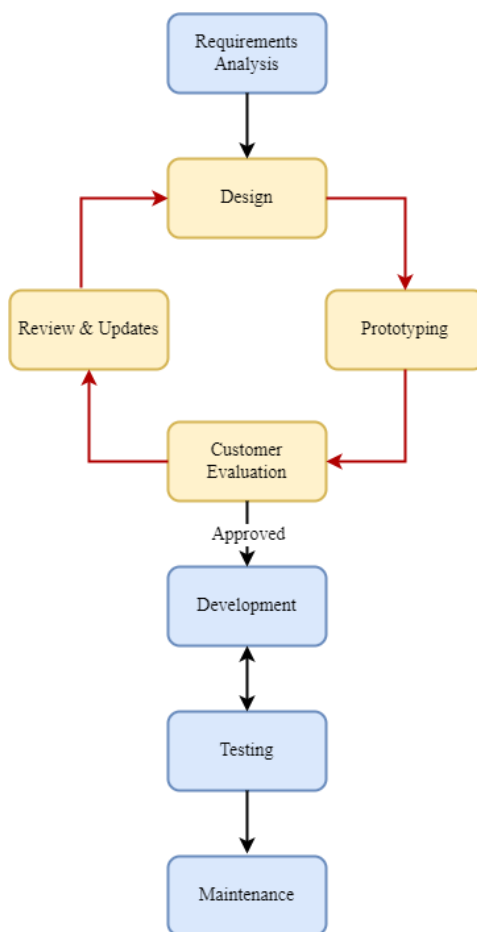 Requirements
Analysis
Design
Review & Updates
Prototyping
Customer
Evaluation
Approved
Development
Testing
Maintenance